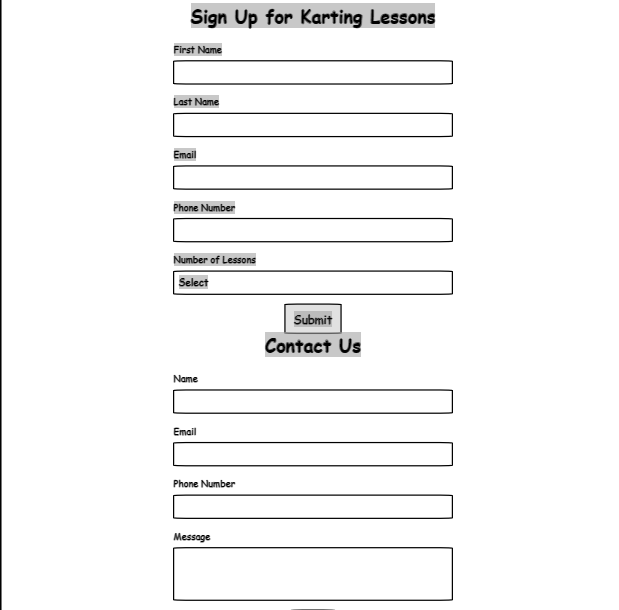 Sign Up for Karting Lessons
First Name
Last Name
Email
Phone Number
Number of Lessons
Select
Submit
Contact Us
Name
Email
Phone Number
Message